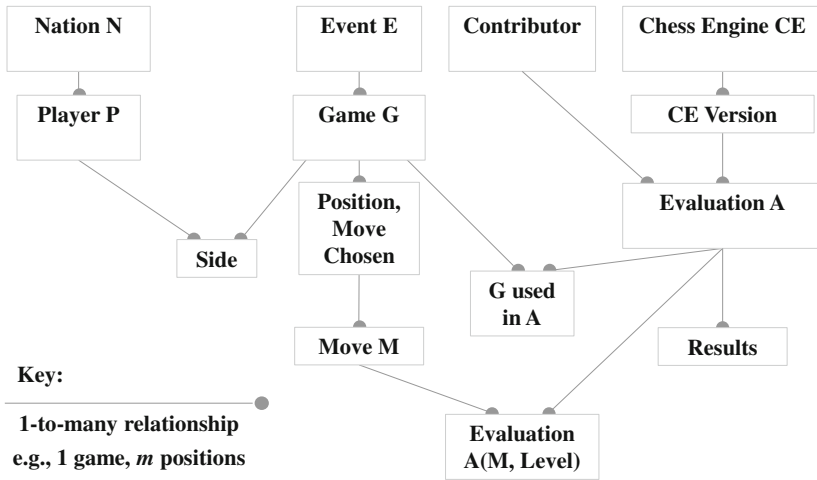 Nation N
Event E
Contributor
Chess Engine CE
Player P
Game G
CE Version
Position,
Move
Chosen
Evaluation A
Side
G used
in A
Move M
Results
Key:
1-to-many relationship
e.g., 1 game, m positions
Evaluation
A(M, Level)